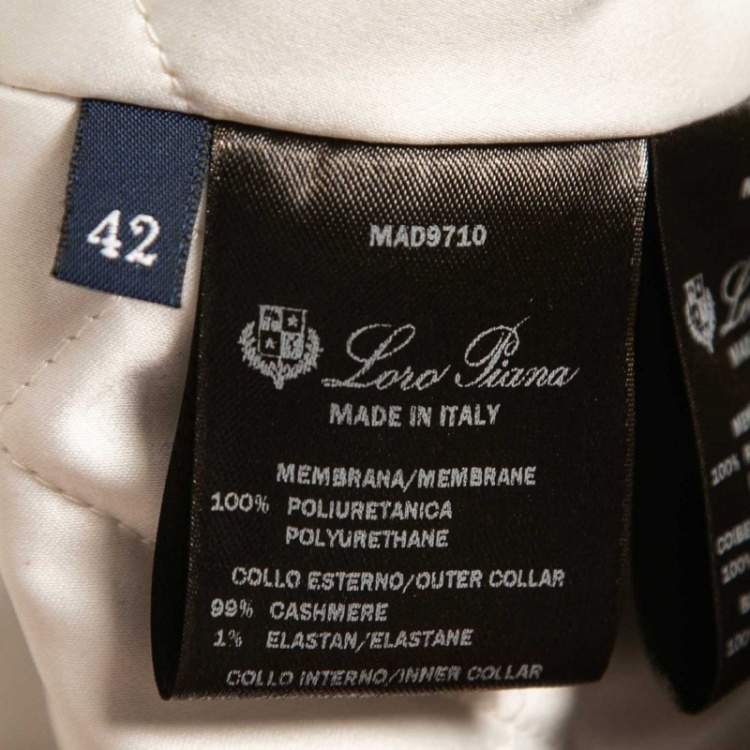 42
MAD9710
Loro Piana
MADE IN ITALY
MEMBRANA/MEMBRANE
100% POLIURETANICA
POLYURETHANE
COLLO ESTERNO/OUTER COLLAR
99% CASHMERE
1% ELASTAN/ELASTANE
COLLO INTERNO/INNER COLLAR